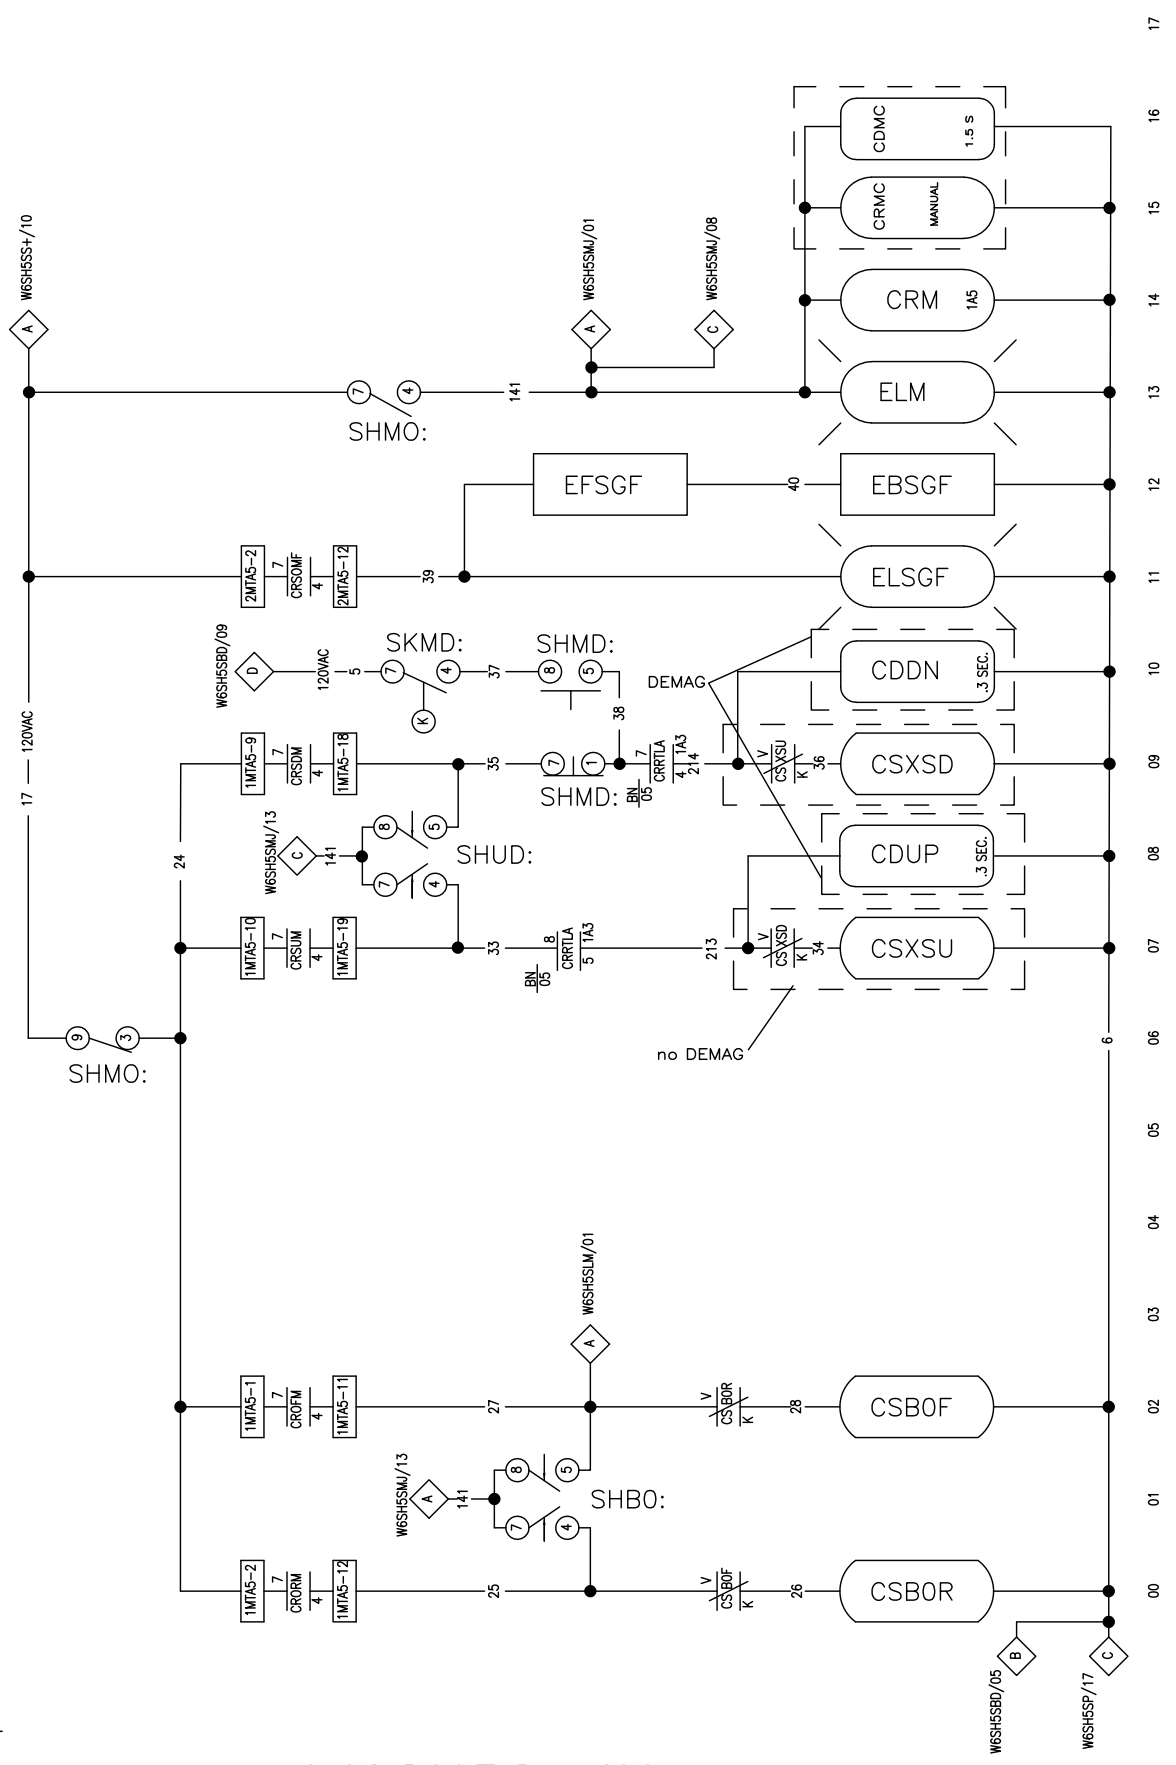 17
16
15
14
13
12
11
10
09
08
07
06
05
04
03
02
01
00
W6SH5SS+/10
A
17
120VAC
SHMO:
9
3
24
SHMO:
7
4
141
A
W6SH5SMJ/01
C
W6SH5SMJ/08
CDMC
1.5 s
CRMC
MANUAL
CRM
1A5
ELM
EFSGF
40
EBSGF
2MTA5-2
7
CRSOMF
4
2MTA5-12
39
ELSGF
W6SH5SBD/09
D
120VAC
5
SKMD:
7
4
K
37
SHMD:
8
5
38
DEMAG
CDDN
.3 SEC.
1MTA5-9
7
CRSDM
4
1MTA5-18
35
7
1
SHMD:
BN
05
7
CRRTLA
4
1A3
214
V
CSXSU
K
36
CSXSD
W6SH5SMJ/13
C
141
8
5
7
4
SHUD:
CDUP
.3 SEC.
1MTA5-10
7
CRSUM
4
1MTA5-19
33
BN
05
8
CRRTLA
5
1A3
213
V
CSXSD
K
34
CSXSU
no DEMAG
6
1MTA5-1
7
CROFM
4
1MTA5-11
27
A
W6SH5SLM/01
V
CSBOR
K
28
CSBOF
W6SH5SMJ/13
A
141
8
5
7
4
SHBO:
1MTA5-2
7
CRORM
4
1MTA5-12
25
V
CSBOF
K
26
CSBOR
W6SH5SBD/05
B
W6SH5SP/17
C